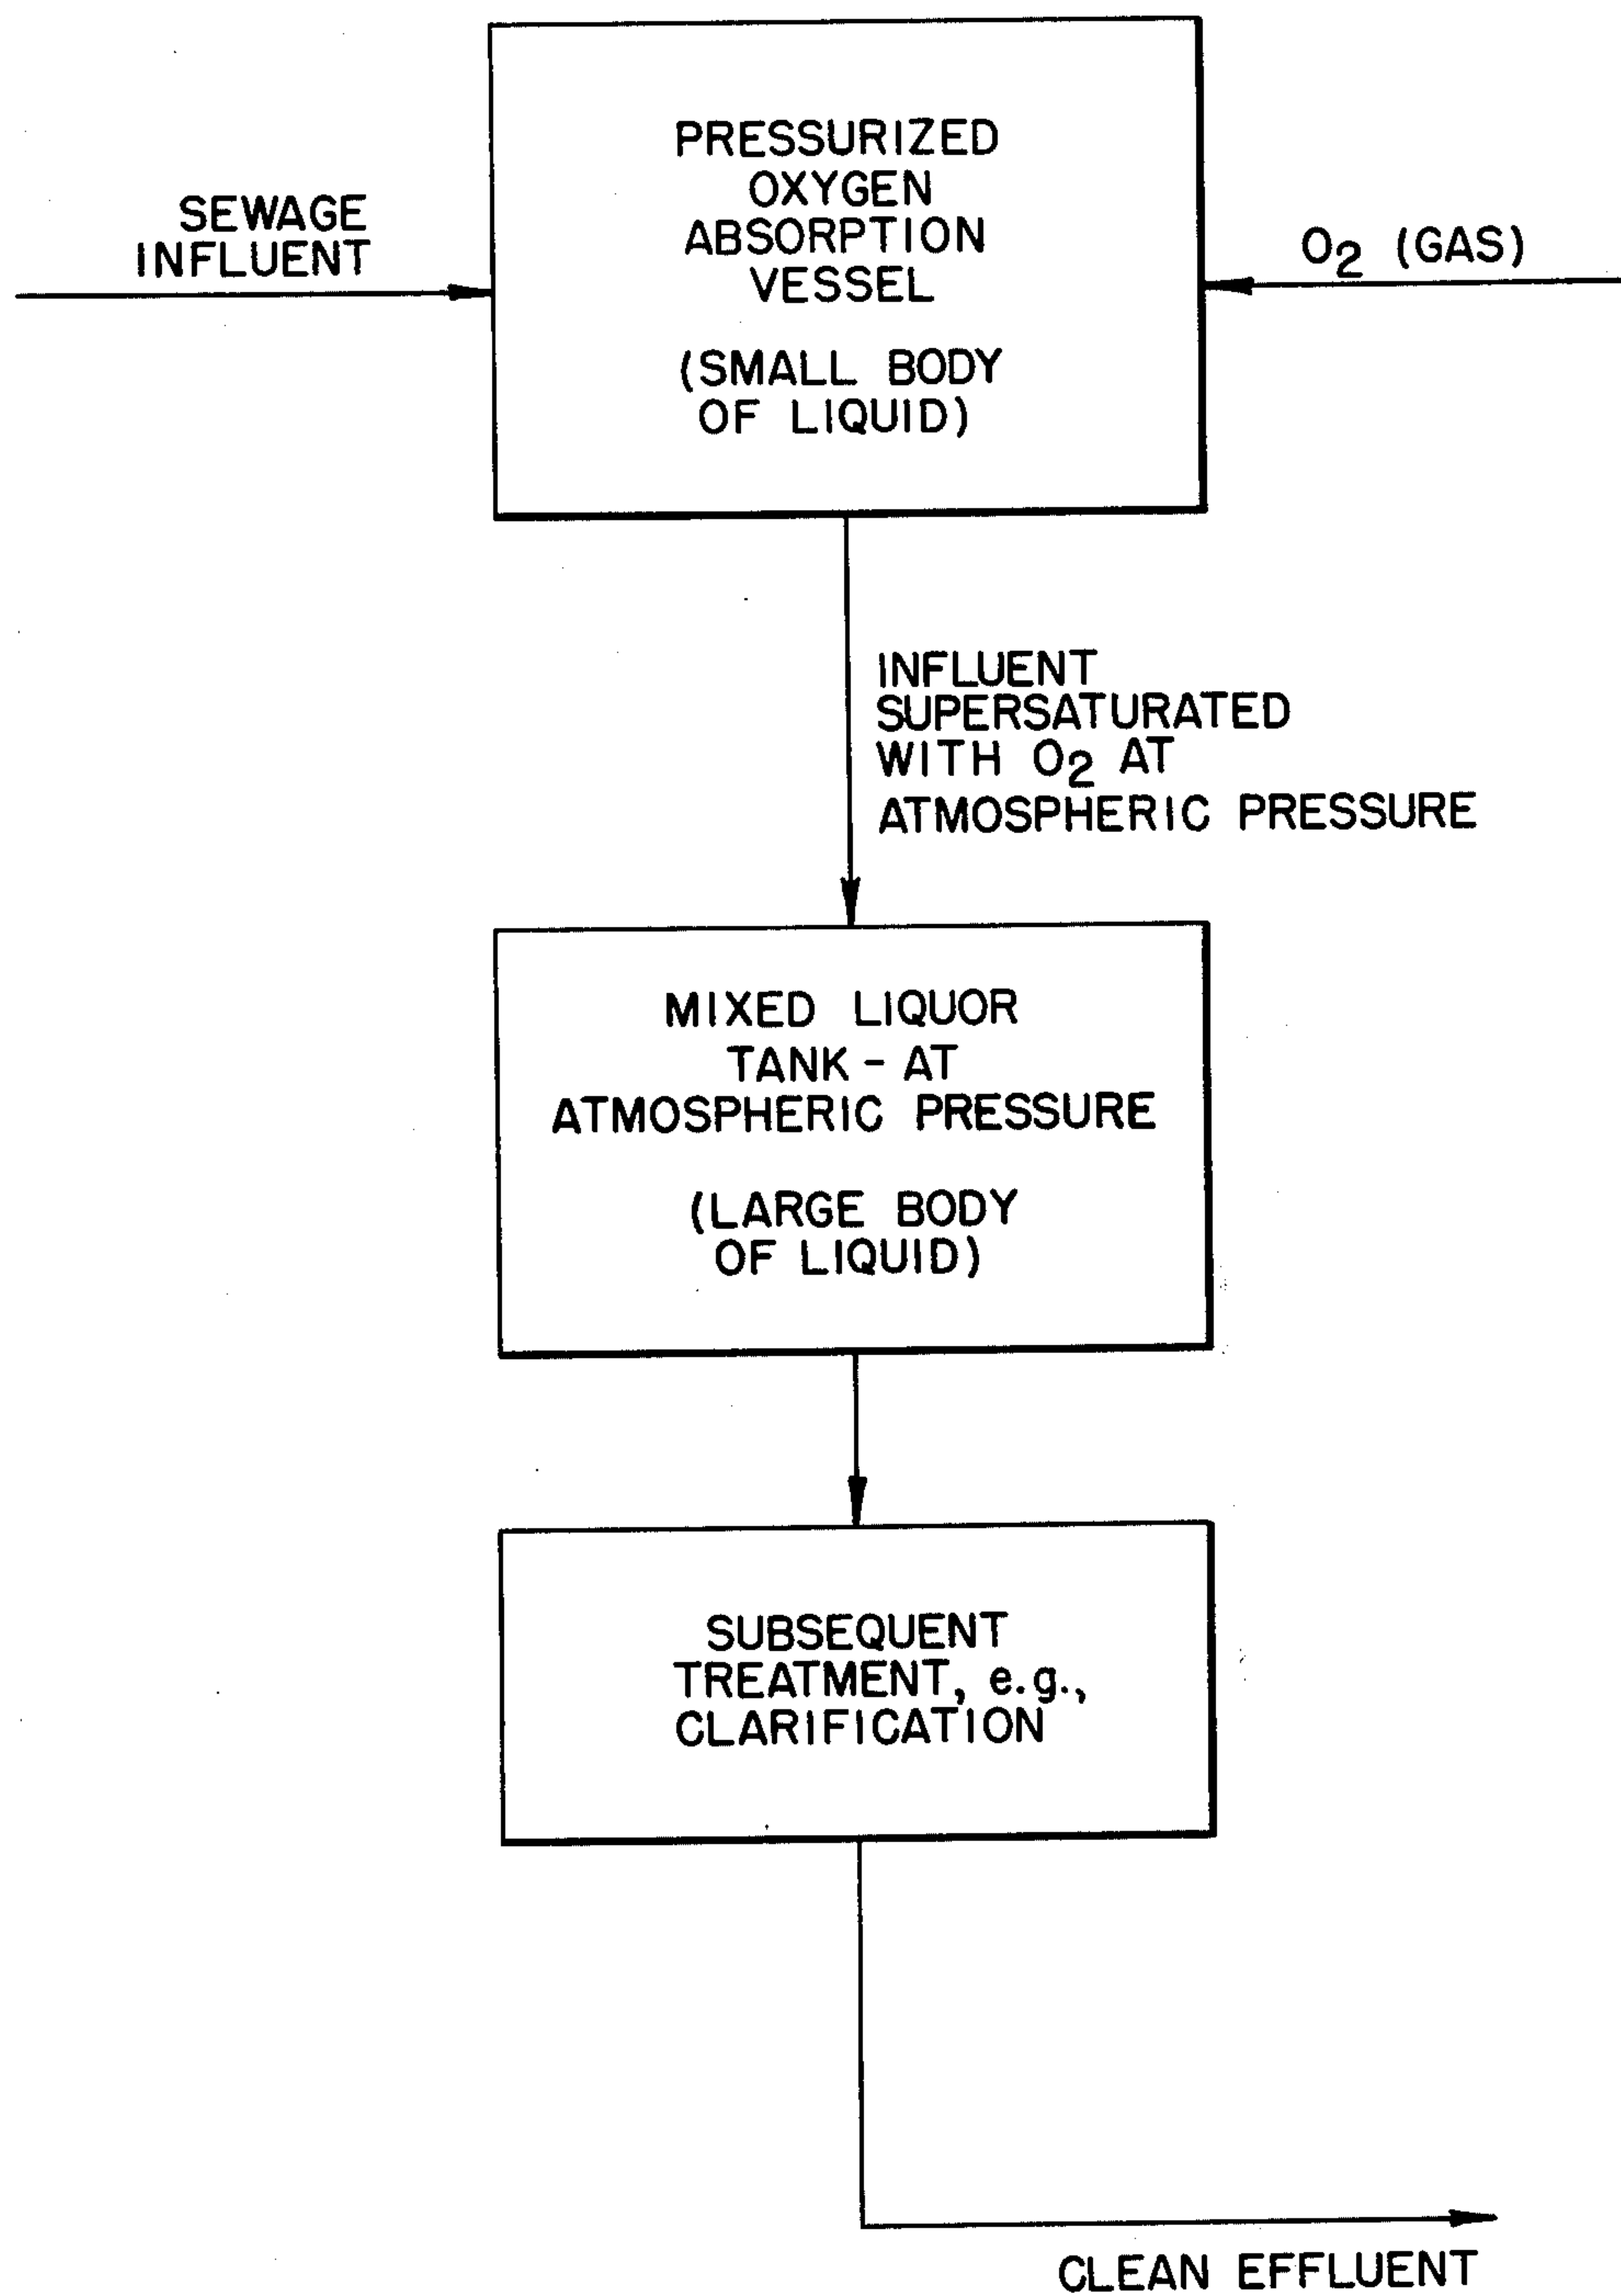 PRESSURIZED
OXYGEN
ABSORPTION
VESSEL
(SMALL BODY
OF LIQUID)
SEWAGE
INFLUENT
O2 (GAS)
INFLUENT
SUPERSATURATED
WITH O2 AT
ATMOSPHERIC PRESSURE
MIXED LIQUOR
TANK - AT
ATMOSPHERIC PRESSURE
(LARGE BODY
OF LIQUID)
SUBSEQUENT
TREATMENT, e.g.,
CLARIFICATION
CLEAN EFFLUENT